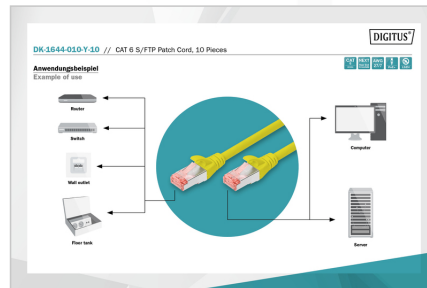 DIGITUS®
DK-1644-010-Y-10 // CAT 6 S/FTP Patch Cord, 10 Pieces
Anwendungsbeispiel
Example of use
Router
Switch
Wall outlet
Floor tank
Computer
Server